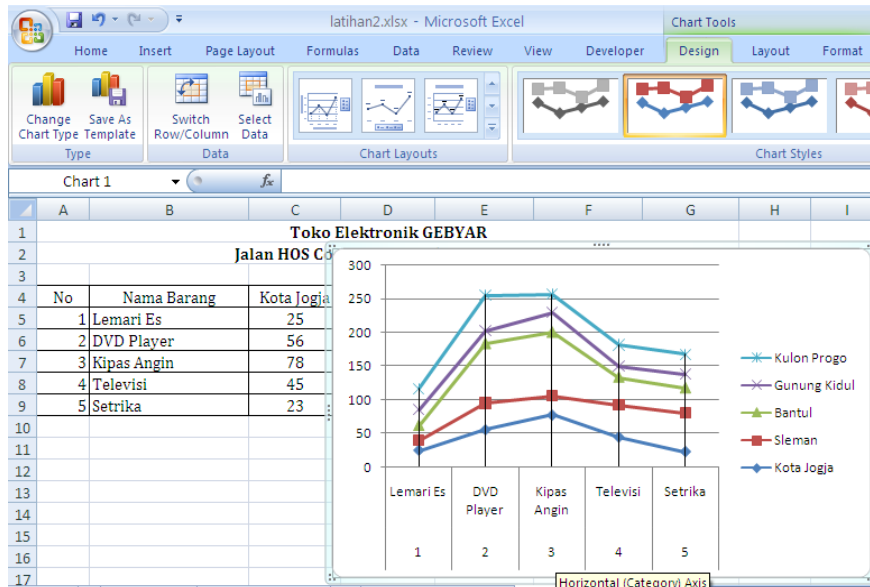 latihan2.xlsx - Microsoft Excel
Chart Tools
Home Insert Page Layout Formulas Data Review View Developer Design Layout Format
Change Chart Type
Save As Template
Switch Row/Column
Select Data
Type Data Chart Layouts Chart Styles
Chart 1 fx
A B C D E F G H I
1 Toko Elektronik GEBYAR
2 Jalan HOS
3
4 No Nama Barang Kota Jogja
5 1 Lemari Es 25
6 2 DVD Player 56
7 3 Kipas Angin 78
8 4 Televisi 45
9 5 Setrika 23
10
11
12
13
14
15
16
17
300
250
200
150
100
50
0
Lemari Es DVD Player Kipas Angin Televisi Setrika
1 2 3 4 5
Kulon Progo
Gunung Kidul
Bantul
Sleman
Kota Jogja
Horizontal (Category) Axis